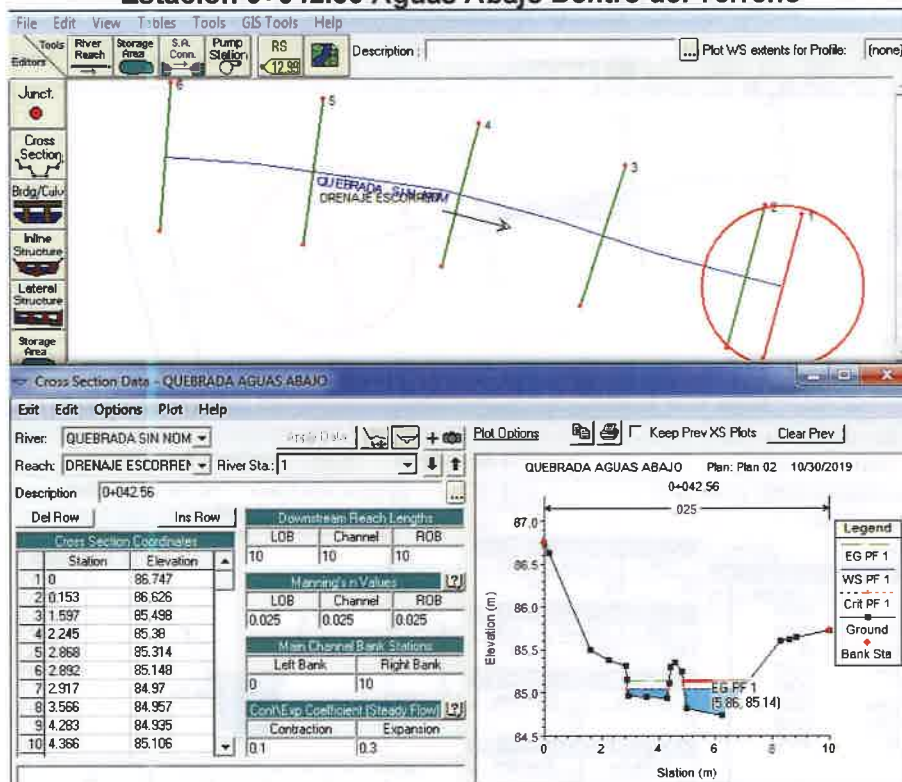 Estación 0+042.56 Aguas Abajo Dentro del Terreno
File Edit View Tables Tools GIS Tools Help
Tools
Editors
River Reach
Storage Area
S.A. Conn.
Pump Station
RS
12.99
Description :
... Plot WS extents for Profile: (none)
Junct.
Cross Section
Brdg/Culv
Inline Structure
Lateral Structure
Storage Area
6
5
4
3
2
1
QUEBRADA SIN NOM
DRENAJE ESCORREN
Cross Section Data - QUEBRADA AGUAS ABAJO
Exit Edit Options Plot Help
River: QUEBRADA SIN NOM
Apply Data
Plot Options
Keep Prev XS Plots
Clear Prev
Reach: DRENAJE ESCORREN
River Sta.: 1
Description 0+042.56 ...
Del Row Ins Row
Cross Section Coordinates
Station Elevation
1 0 86.747
2 0.153 86.626
3 1.597 85.498
4 2.245 85.38
5 2.868 85.314
6 2.892 85.148
7 2.917 84.97
8 3.566 84.957
9 4.283 84.935
10 4.366 85.106
Downstream Reach Lengths
LOB Channel ROB
10 10 10
Manning's n Values [?]
LOB Channel ROB
0.025 0.025 0.025
Main Channel Bank Stations
Left Bank Right Bank
0 10
Cont\Exp Coefficient (Steady Flow) [?]
Contraction Expansion
0.1 0.3
QUEBRADA AGUAS ABAJO Plan: Plan 02 10/30/2019
0+042.56
.025
87.0
86.5
86.0
85.5
85.0
84.5
Elevation (m)
0 2 4 6 8 10
Station (m)
EG PF 1
(5.86, 85.14)
Legend
EG PF 1
WS PF 1
Crit PF 1
Ground
Bank Sta